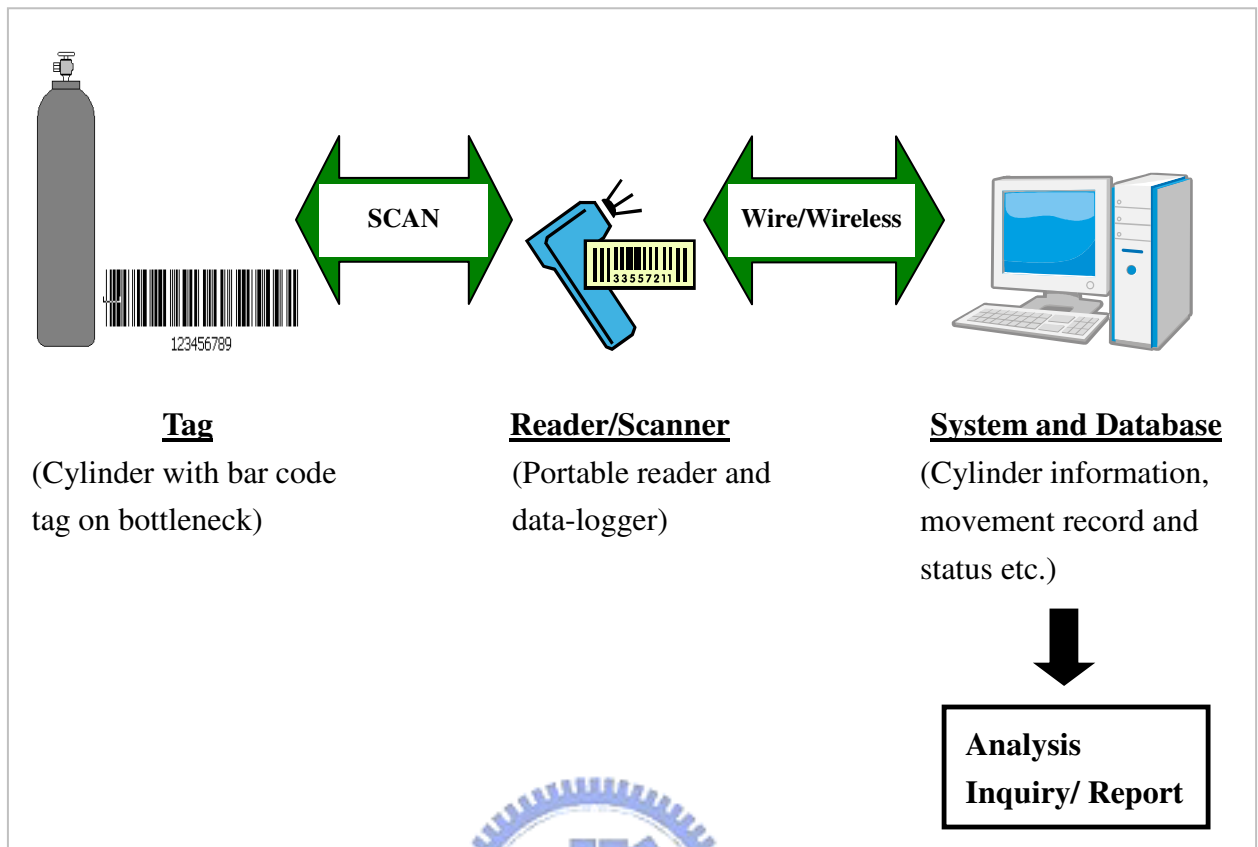 SCAN
Wire/Wireless
33557211
123456789
Tag
(Cylinder with bar code
tag on bottleneck)
Reader/Scanner
(Portable reader and
data-logger)
System and Database
(Cylinder information,
movement record and
status etc.)
Analysis
Inquiry/ Report